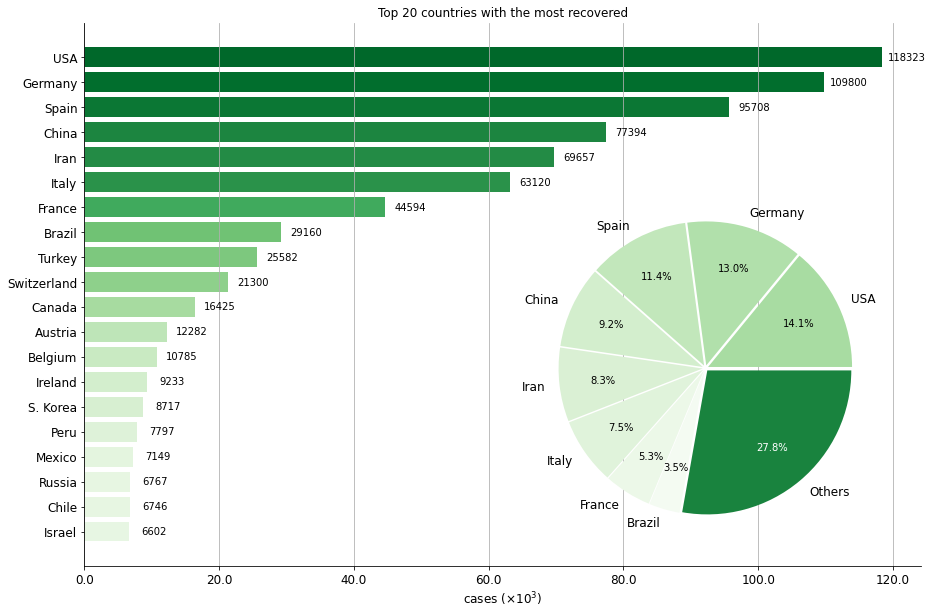 Top 20 countries with the most recovered
USA 118323
Germany 109800
Spain 95708
China 77394
Iran 69657
Italy 63120
France 44594
Brazil 29160
Turkey 25582
Switzerland 21300
Canada 16425
Austria 12282
Belgium 10785
Ireland 9233
S. Korea 8717
Peru 7797
Mexico 7149
Russia 6767
Chile 6746
Israel 6602
0.0 20.0 40.0 60.0 80.0 100.0 120.0
cases (×10³)
USA
14.1%
Germany
13.0%
Spain
11.4%
China
9.2%
Iran
8.3%
Italy
7.5%
France
5.3%
Brazil
3.5%
Others
27.8%